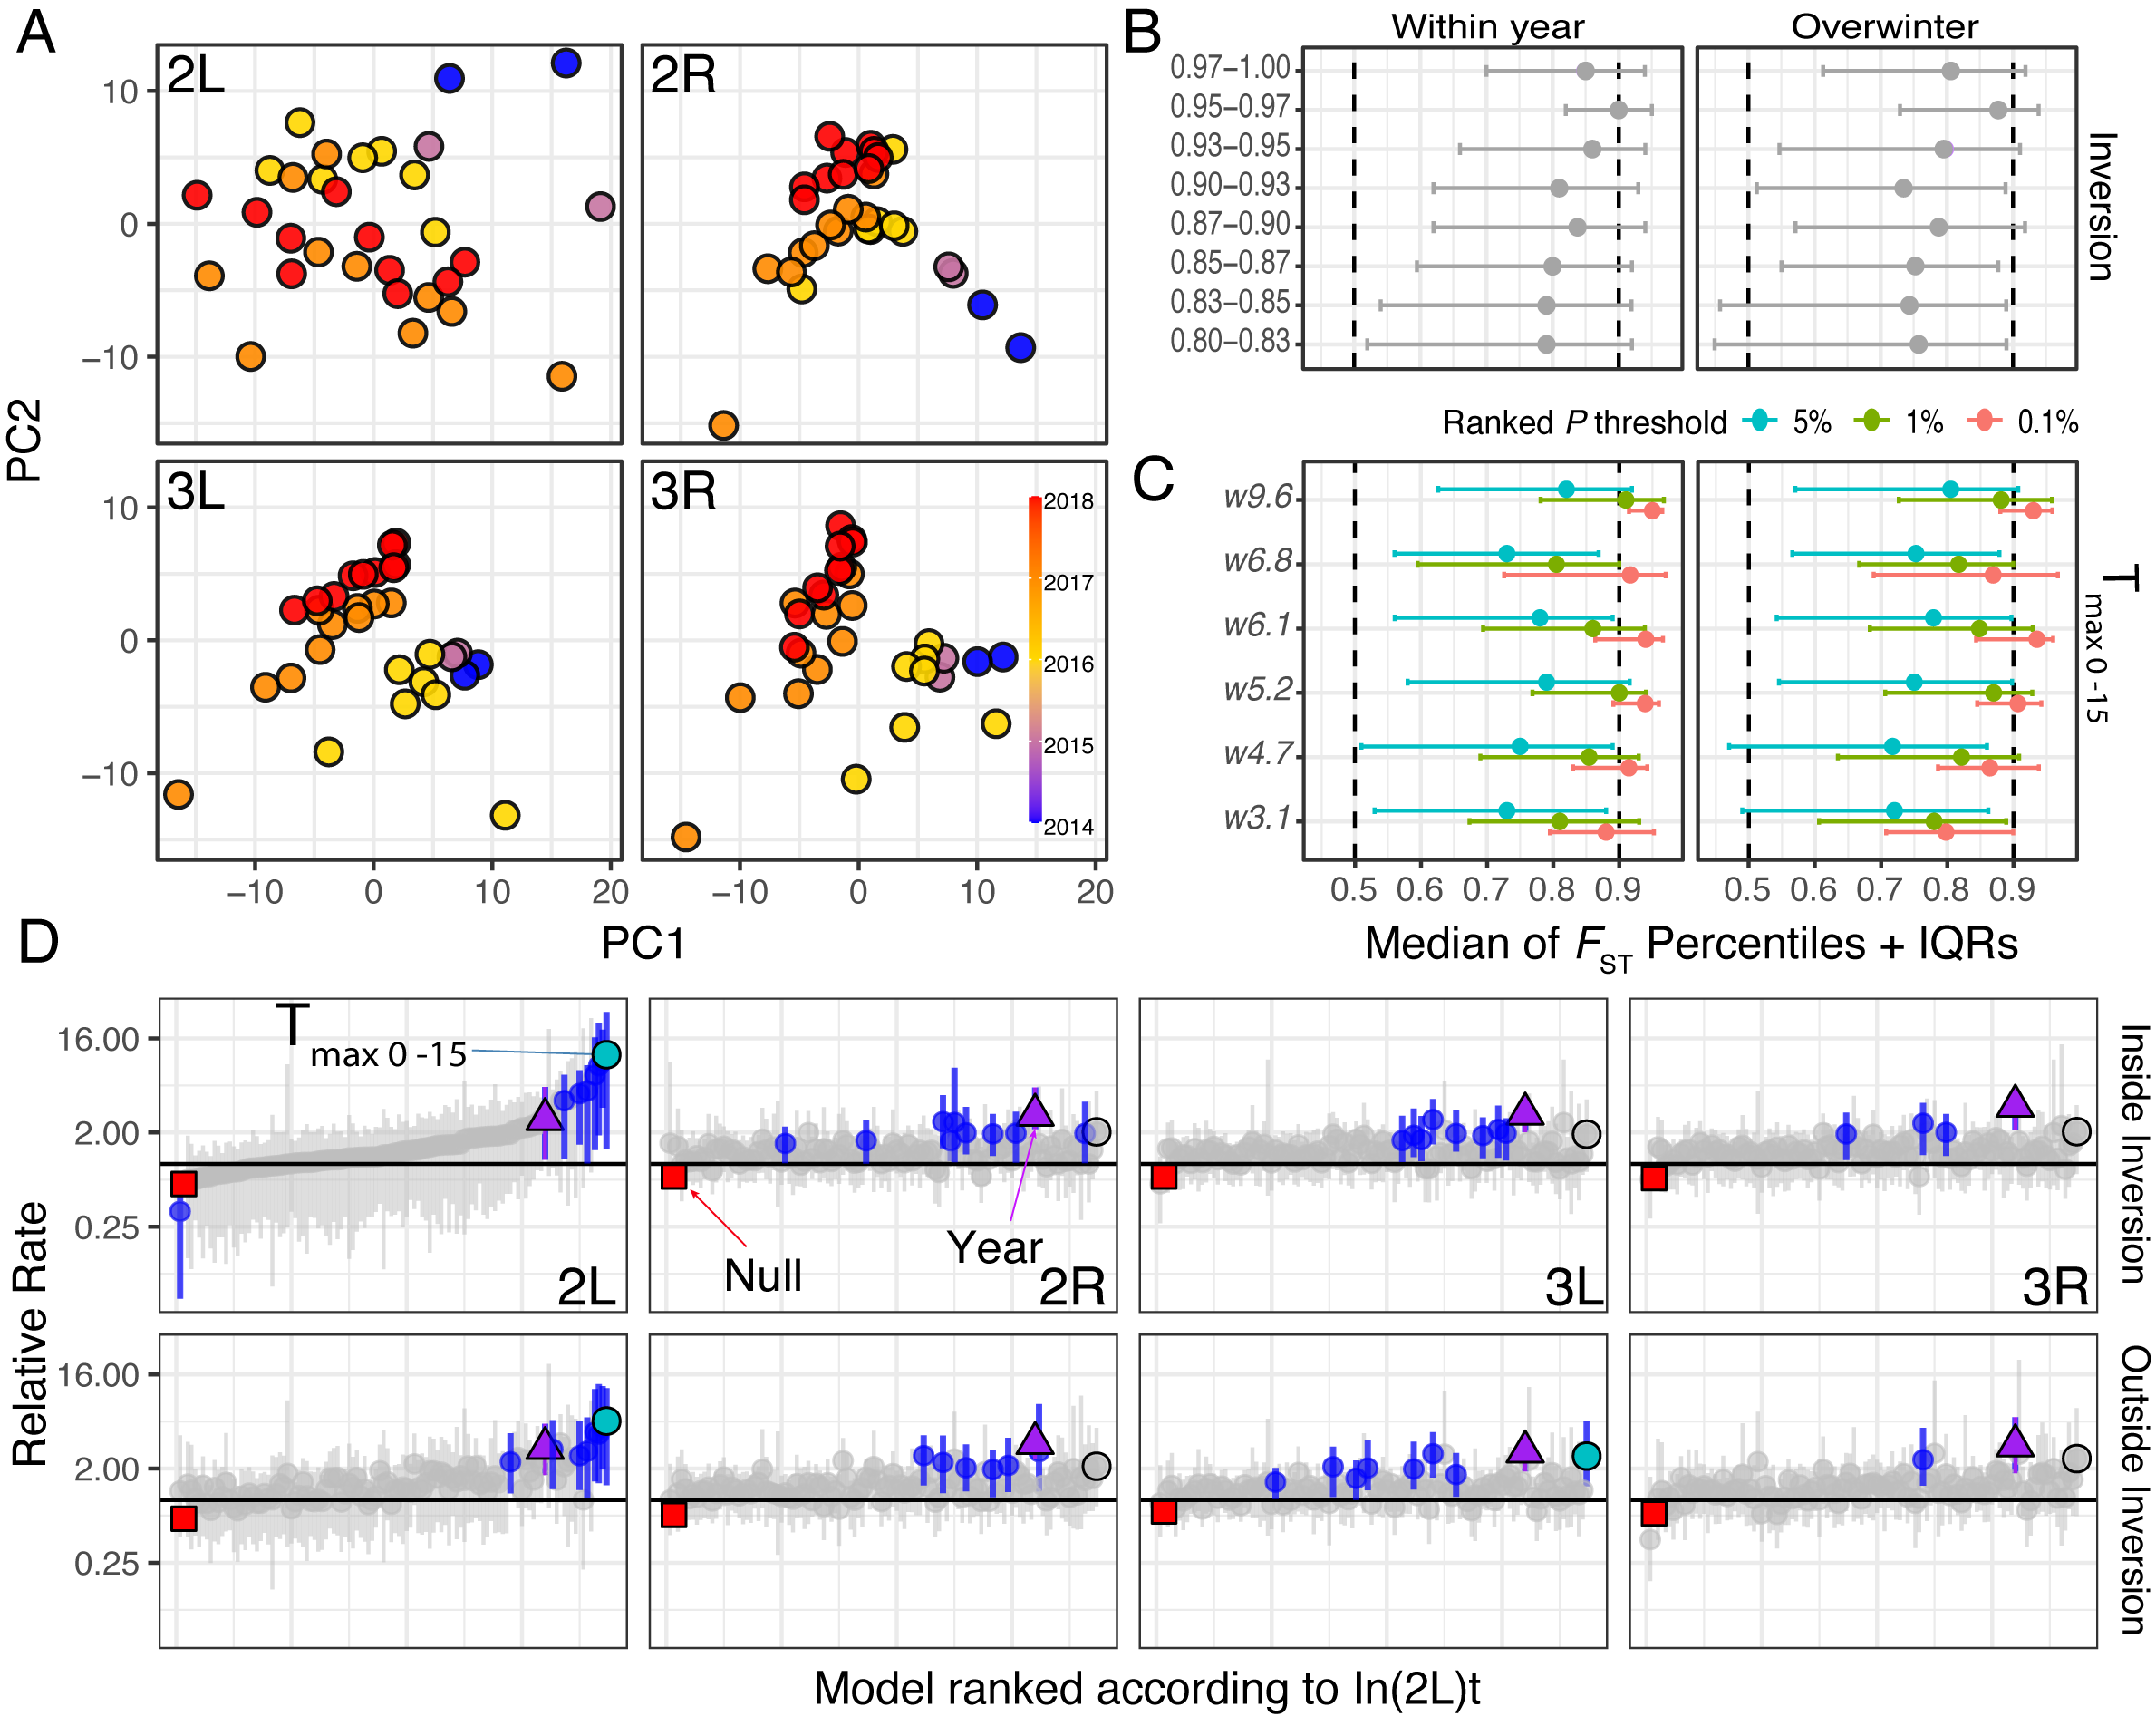 A
2L
2R
10
0
−10
PC2
3L
3R
10
0
−10
2018
2017
2016
2015
2014
−10 0 10 20
−10 0 10 20
PC1
B
Within year
Overwinter
0.97−1.00
0.95−0.97
0.93−0.95
0.90−0.93
0.87−0.90
0.85−0.87
0.83−0.85
0.80−0.83
Inversion
Ranked P threshold 5% 1% 0.1%
C
w9.6
w6.8
w6.1
w5.2
w4.7
w3.1
T max 0 -15
0.5 0.6 0.7 0.8 0.9
0.5 0.6 0.7 0.8 0.9
Median of FST Percentiles + IQRs
D
Relative Rate
16.00
2.00
0.25
T max 0 -15
2L
Null
Year
2R
3L
3R
Inside Inversion
16.00
2.00
0.25
Outside Inversion
Model ranked according to In(2L)t